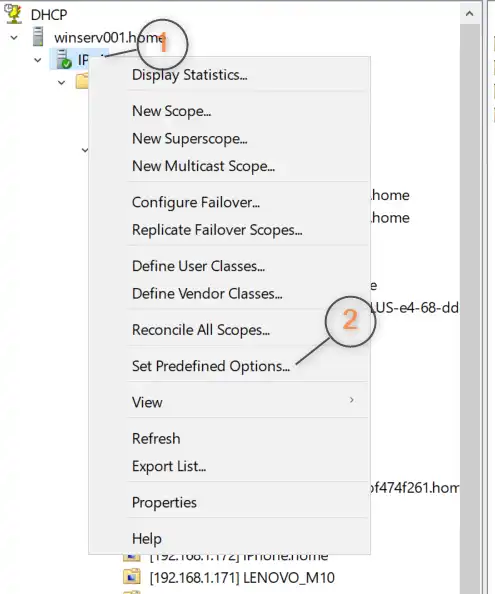 DHCP
winserv001.home
1
Display Statistics...
New Scope...
New Superscope...
New Multicast Scope...
Configure Failover...
.home
.home
Replicate Failover Scopes...
Define User Classes...
Define Vendor Classes...
LUS-e4-68-dd
2
Reconcile All Scopes...
Set Predefined Options...
View
Refresh
Export List...
of474f261.hom
Properties
Help
[192.168.1.172] iPhone.home
[192.168.1.171] LENOVO_M10